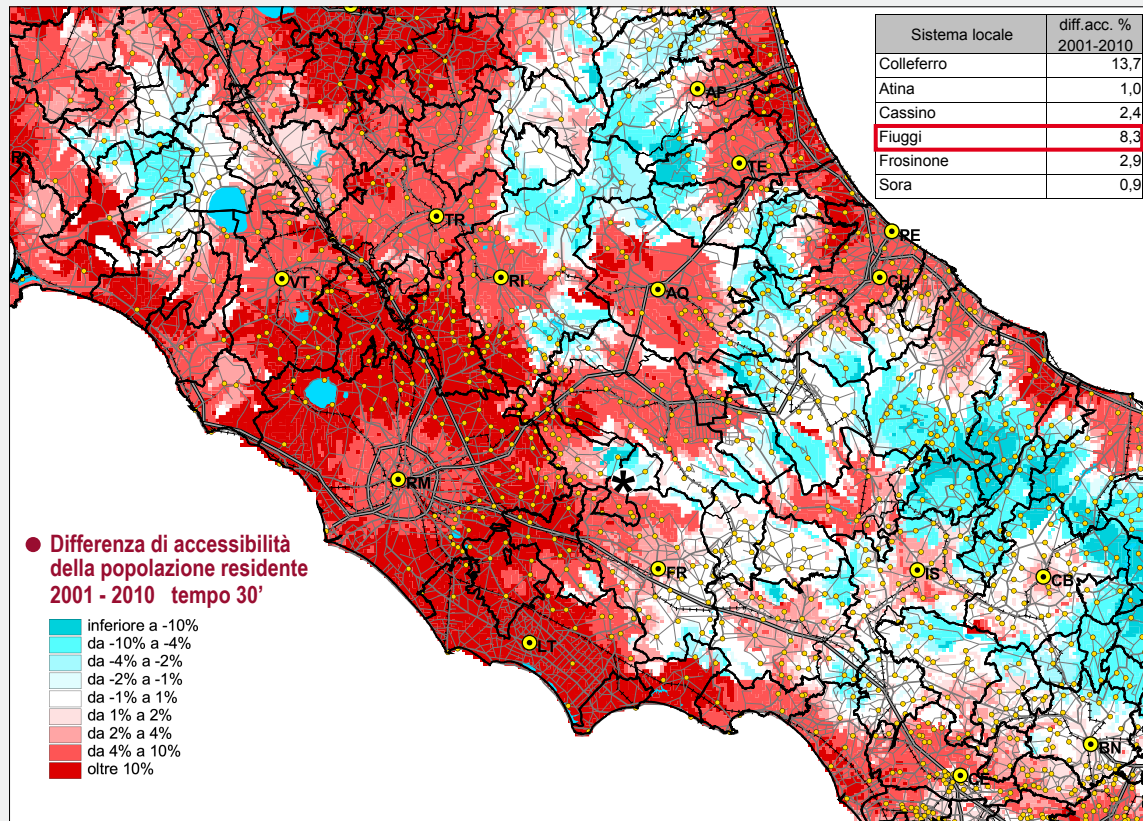 Sistema locale diff.acc. % 2001-2010
Colleferro 13,7
Atina 1,0
Cassino 2,4
Fiuggi 8,3
Frosinone 2,9
Sora 0,9
AP
TE
TR
PE
VT
RI
AQ
CH
RM
*
FR
IS
CB
LT
BN
CE
Differenza di accessibilità
della popolazione residente
2001 - 2010 tempo 30’
inferiore a -10%
da -10% a -4%
da -4% a -2%
da -2% a -1%
da -1% a 1%
da 1% a 2%
da 2% a 4%
da 4% a 10%
oltre 10%